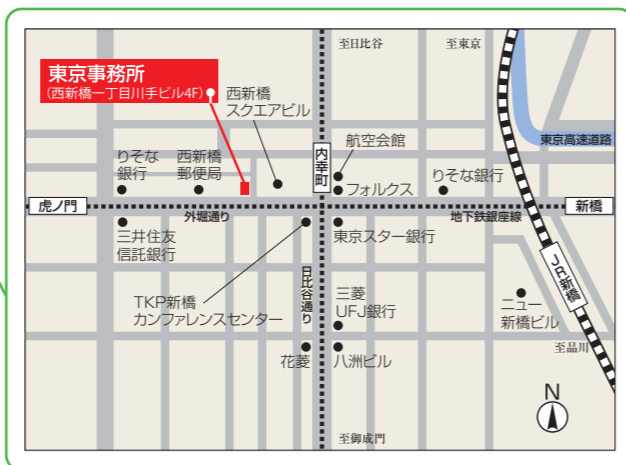 至日比谷
至東京
東京事務所
(西新橋一丁目川手ビル4F)
西新橋
スクエアビル
東京高速道路
りそな
銀行
西新橋
郵便局
内幸町
航空会館
フォルクス
りそな銀行
虎ノ門
外堀通り
地下鉄銀座線
新橋
三井住友
信託銀行
東京スター銀行
JR新橋
日比谷通り
TKP新橋
カンファレンスセンター
三菱
UFJ銀行
ニュー
新橋ビル
花菱
八洲ビル
至品川
N
至御成門